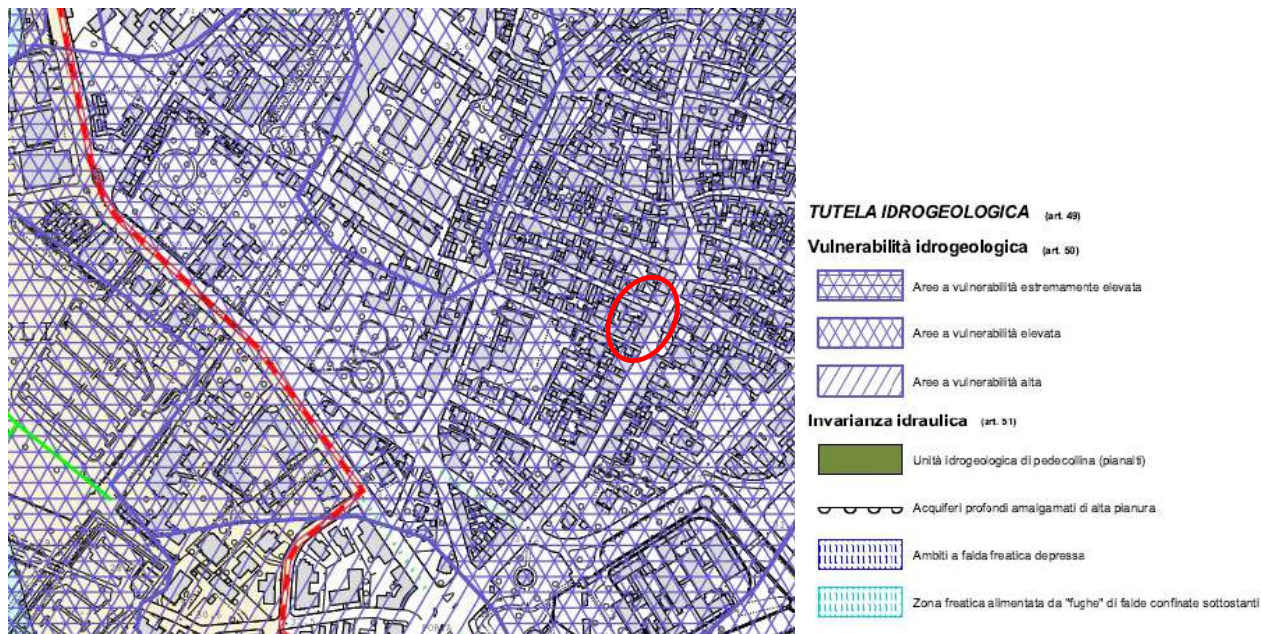 TUTELA IDROGEOLOGICA (art. 49)
Vulnerabilità idrogeologica (art. 50)
Aree a vulnerabilità estremamente elevata
Aree a vulnerabilità elevata
Aree a vulnerabilità alta
Invarianza idraulica (art. 51)
Unità idrogeologica di pedecollina (pianalti)
Acquiferi profondi amalgamati di alta pianura
Ambiti a falda freatica depressa
Zona freatica alimentata da "fughe" di falde confinate sottostanti
PORTA